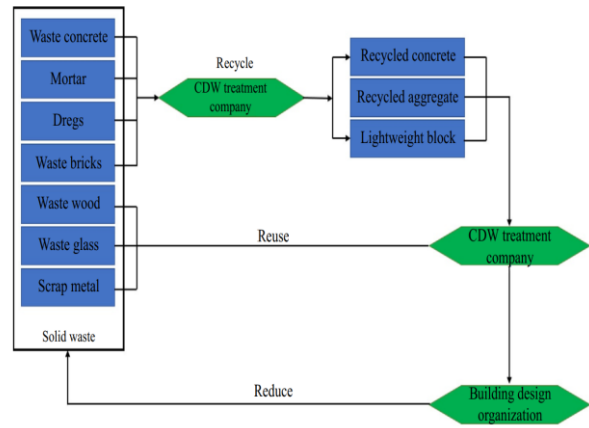 Waste concrete
Mortar
Dregs
Waste bricks
Waste wood
Waste glass
Scrap metal
Solid waste
Recycle
CDW treatment
company
Recycled concrete
Recycled aggregate
Lightweight block
Reuse
CDW treatment
company
Reduce
Building design
organization